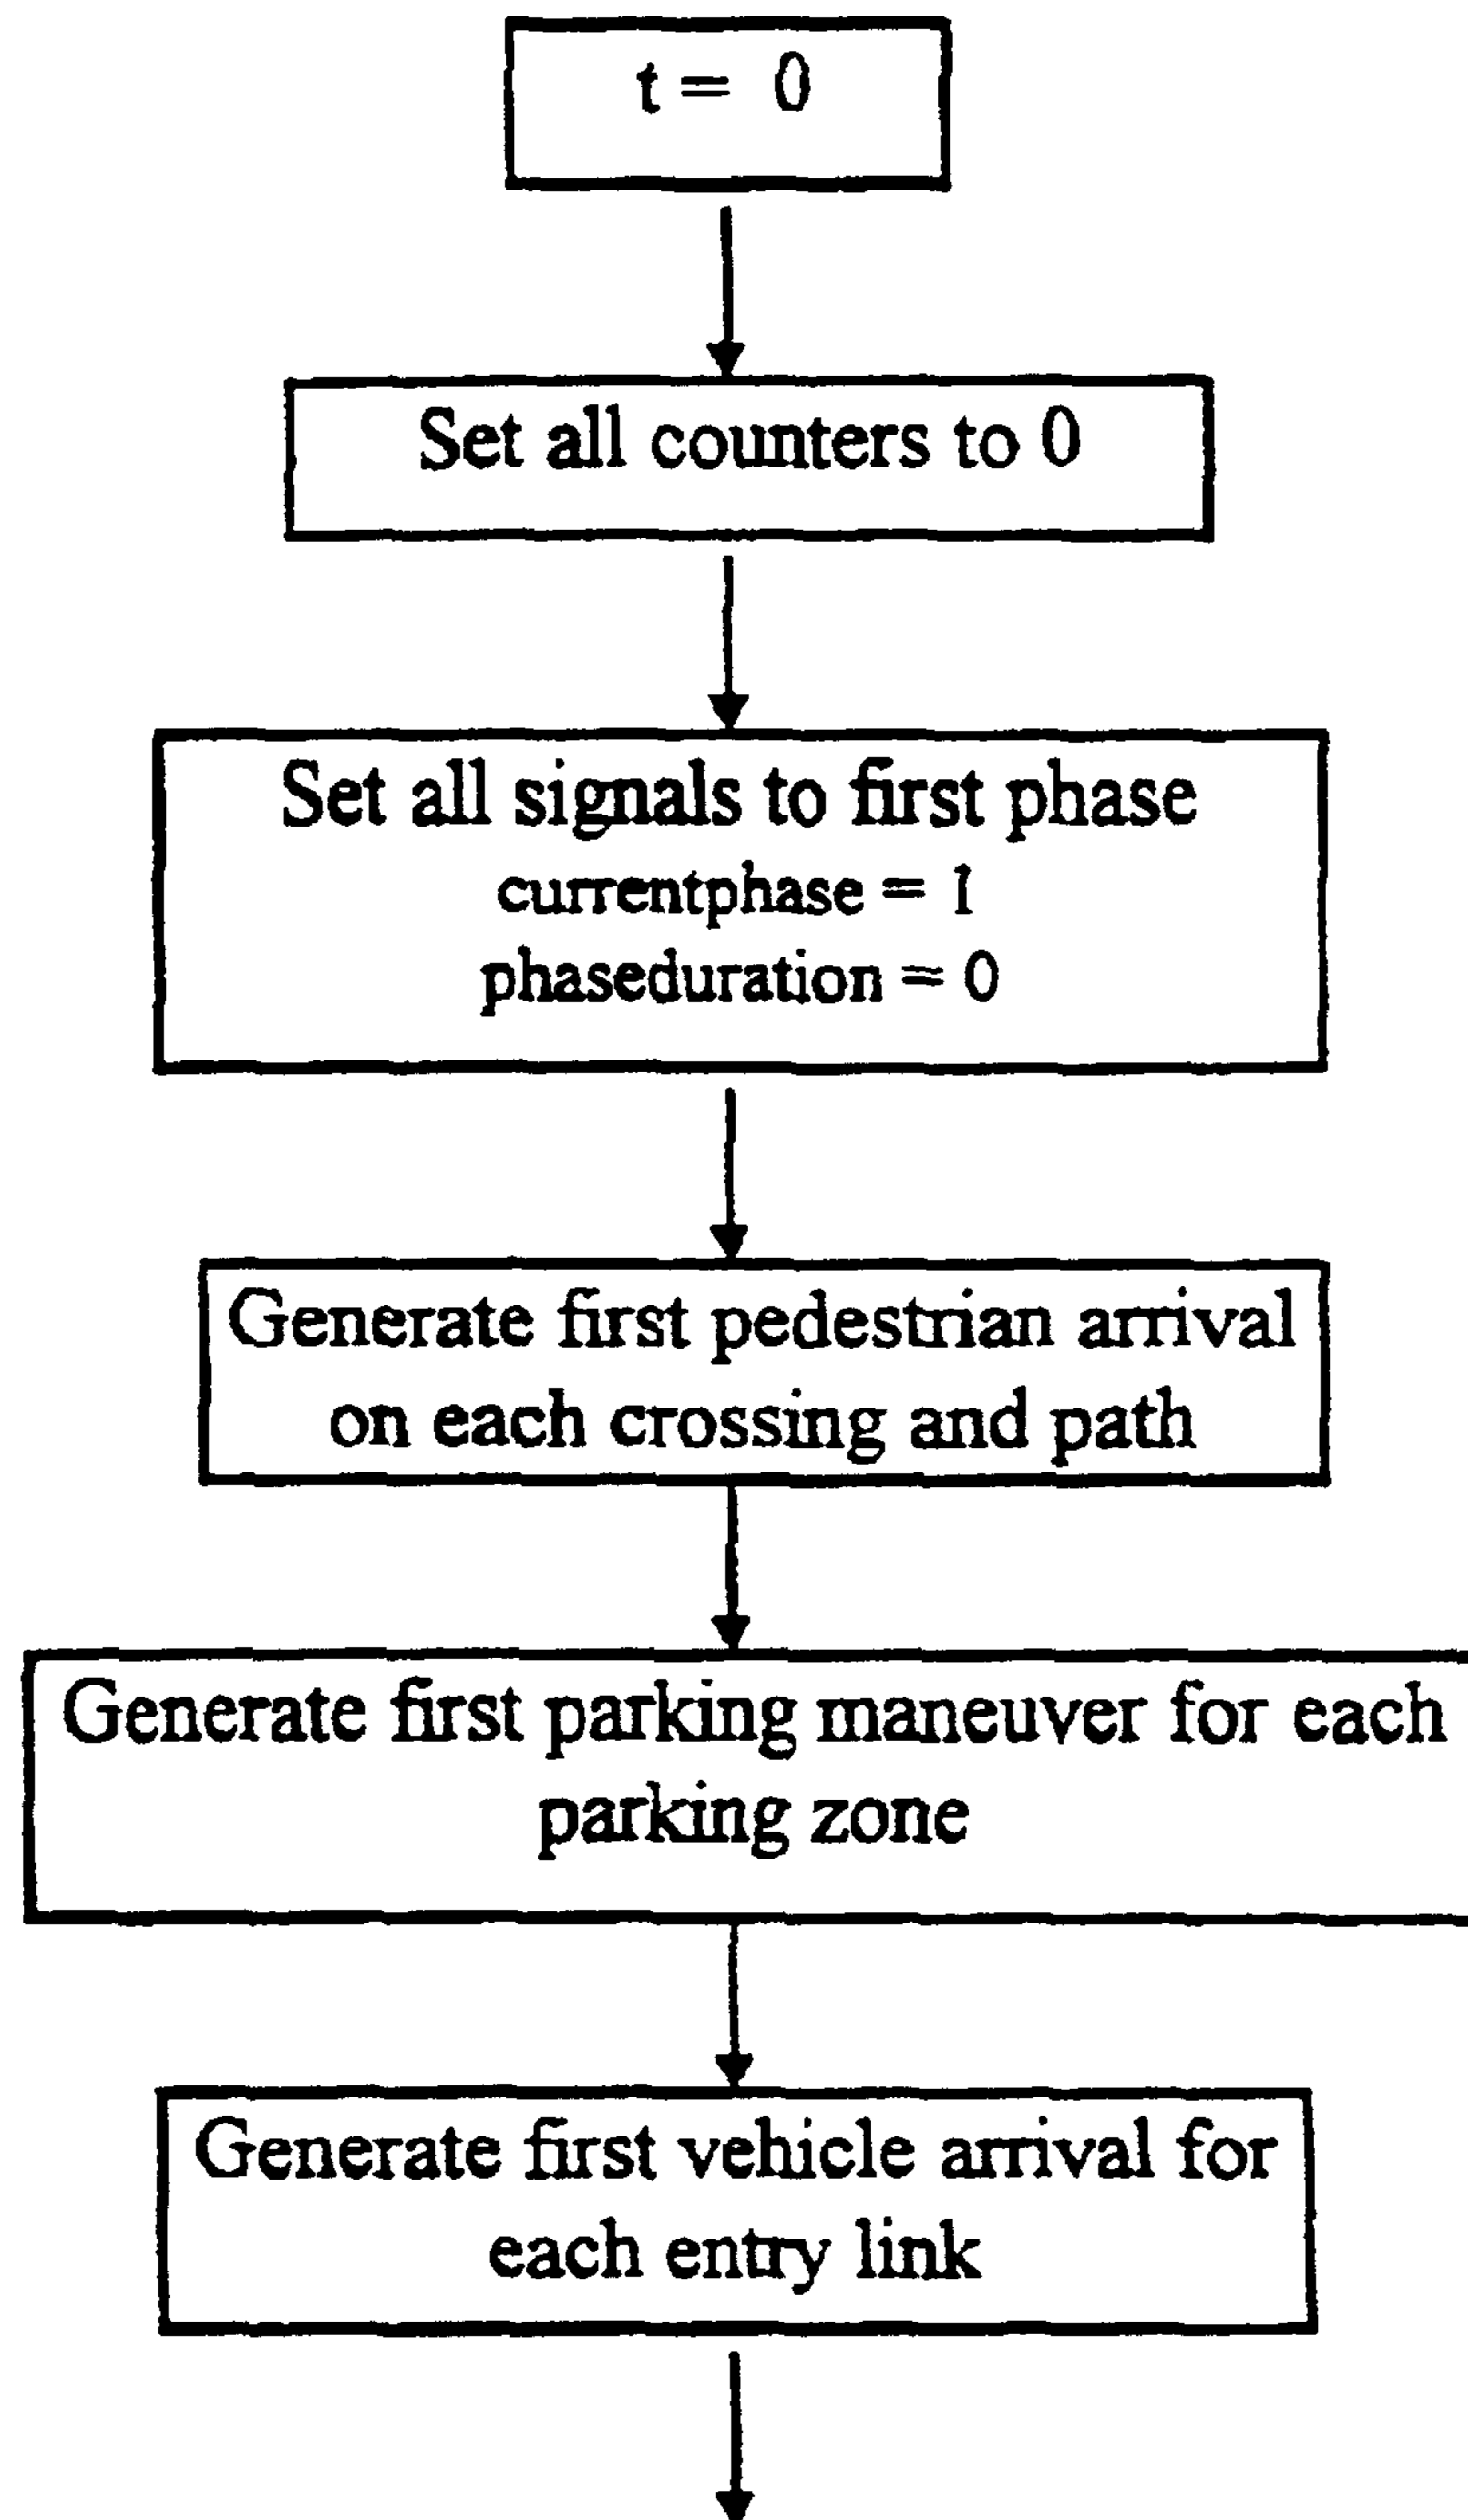 t = 0
Set all counters to 0
Set all signals to first phase
currentphase = 1
phaseduration = 0
Generate first pedestrian arrival
on each crossing and path
Generate first parking maneuver for each
parking zone
Generate first vehicle arrival for
each entry link